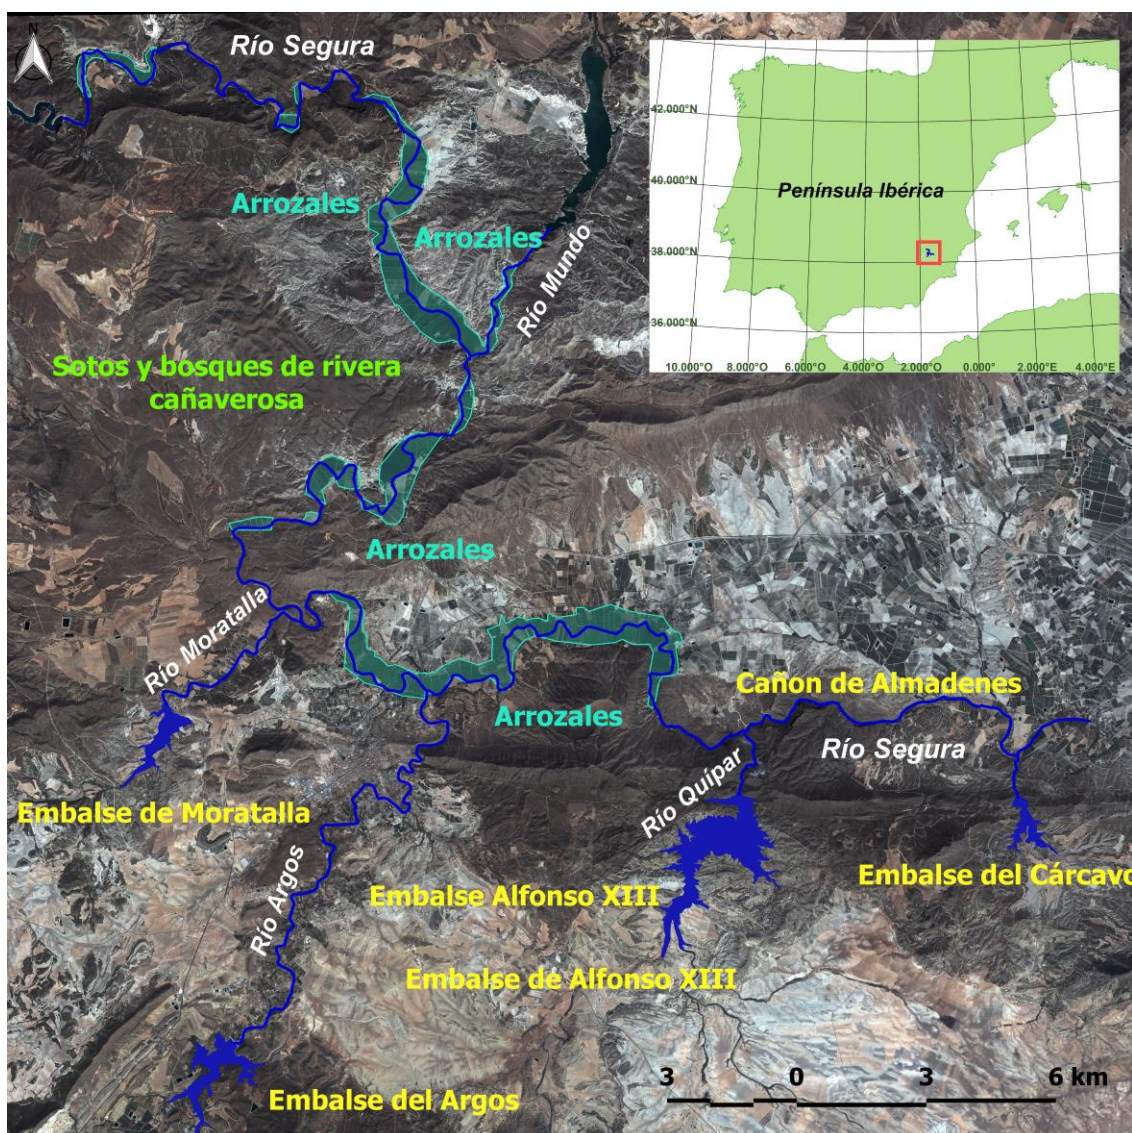 N
Río Segura
42.000°N
40.000°N
Península Ibérica
38.000°N
36.000°N
10.000°E
8.000°E
6.000°E
4.000°E
2.000°E
0.000°E
2.000°E
4.000°E
Arrozales
Arrozales
Río Mundo
Sotos y bosques de rivera
cañaverosa
Arrozales
Río Moratalla
Cañon de Almadenes
Arrozales
Río Segura
Embalse de Moratalla
Río Quípar
Río Argos
Embalse Alfonso XIII
Embalse del Cárcavo
Embalse de Alfonso XIII
3 0 3 6 km
Embalse del Argos